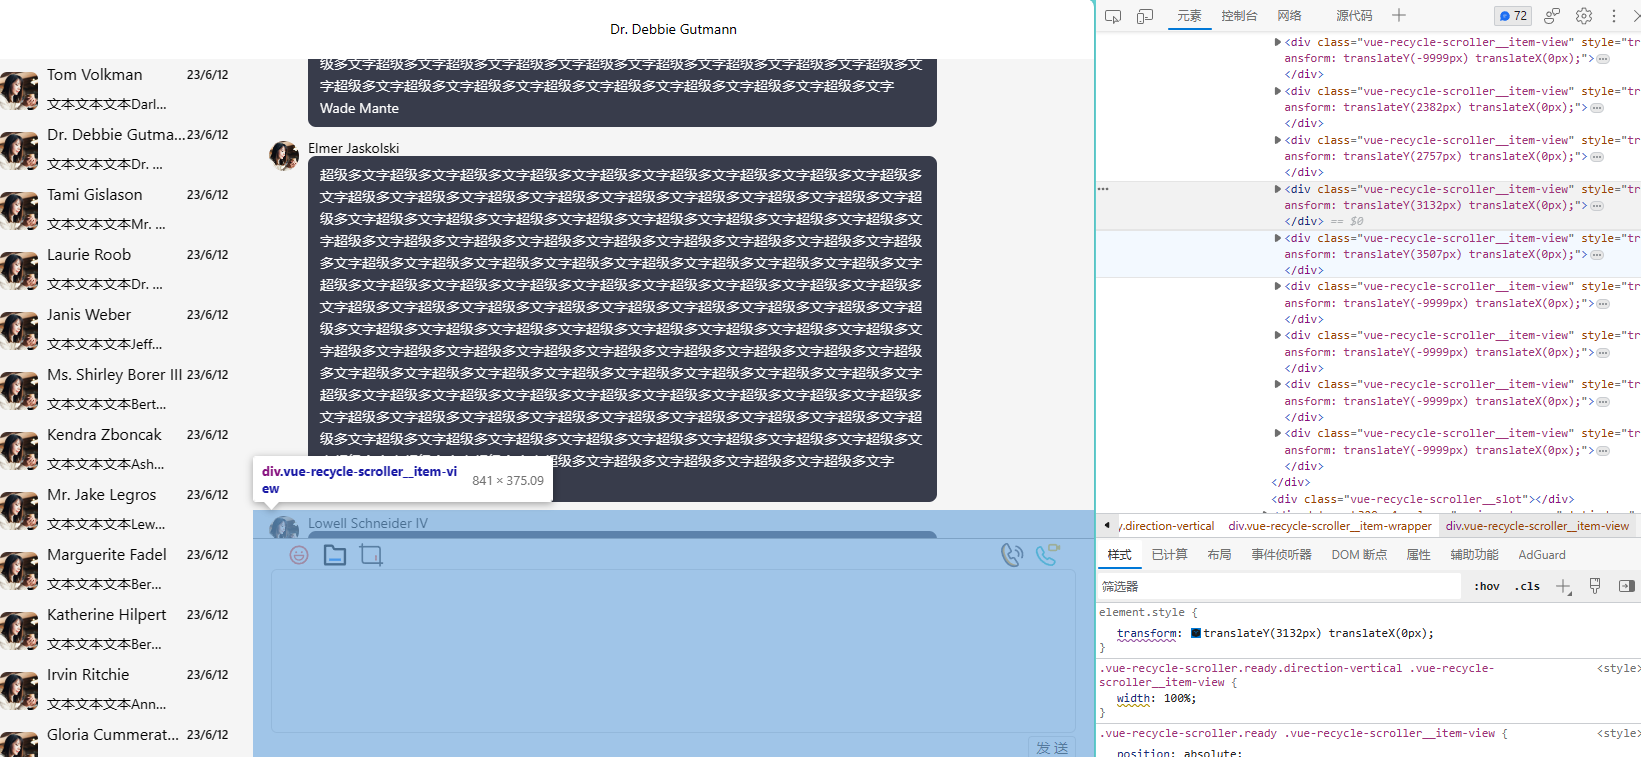 Dr. Debbie Gutmann
Tom Volkman 23/6/12
文本文本文本Darl...
Dr. Debbie Gutma... 23/6/12
文本文本文本Dr. ...
Tami Gislason 23/6/12
文本文本文本Mr. ...
Laurie Roob 23/6/12
文本文本文本Dr. ...
Janis Weber 23/6/12
文本文本文本Jeff...
Ms. Shirley Borer III 23/6/12
文本文本文本Bert...
Kendra Zboncak 23/6/12
文本文本文本Ash...
Mr. Jake Legros 23/6/12
文本文本文本Lew...
Marguerite Fadel 23/6/12
文本文本文本Ber...
Katherine Hilpert 23/6/12
文本文本文本Ber...
Irvin Ritchie 23/6/12
文本文本文本Ann...
Gloria Cummerat... 23/6/12
级多文字超级多文字超级多文字超级多文字超级多文字超级多文字超级多文字超级多文字超级多文
字超级多文字超级多文字超级多文字超级多文字超级多文字超级多文字超级多文字超级多文字
Wade Mante
Elmer Jaskolski
超级多文字超级多文字超级多文字超级多文字超级多文字超级多文字超级多文字超级多文字超级多
文字超级多文字超级多文字超级多文字超级多文字超级多文字超级多文字超级多文字超级多文字超
级多文字超级多文字超级多文字超级多文字超级多文字超级多文字超级多文字超级多文字超级多文
字超级多文字超级多文字超级多文字超级多文字超级多文字超级多文字超级多文字超级多文字超级
多文字超级多文字超级多文字超级多文字超级多文字超级多文字超级多文字超级多文字超级多文字
超级多文字超级多文字超级多文字超级多文字超级多文字超级多文字超级多文字超级多文字超级多
文字超级多文字超级多文字超级多文字超级多文字超级多文字超级多文字超级多文字超级多文字超
级多文字超级多文字超级多文字超级多文字超级多文字超级多文字超级多文字超级多文字超级多文
字超级多文字超级多文字超级多文字超级多文字超级多文字超级多文字超级多文字超级多文字超级
多文字超级多文字超级多文字超级多文字超级多文字超级多文字超级多文字超级多文字超级多文字
超级多文字超级多文字超级多文字超级多文字超级多文字超级多文字超级多文字超级多文字超级多
文字超级多文字超级多文字超级多文字超级多文字超级多文字超级多文字超级多文字超级多文字超
级多文字超级多文字超级多文字超级多文字超级多文字超级多文字超级多文字超级多文字超级多文
超级多文字超级多文字超级多文字超级多文字超级多文字
div.vue-recycle-scroller__item-vi
ew 841 × 375.09
Lowell Schneider IV
发 送
元素 控制台 网络 源代码 72
<div class="vue-recycle-scroller__item-view" style="tr
ansform: translateY(-9999px) translateX(0px);">
</div>
<div class="vue-recycle-scroller__item-view" style="tr
ansform: translateY(2382px) translateX(0px);">
</div>
<div class="vue-recycle-scroller__item-view" style="tr
ansform: translateY(2757px) translateX(0px);">
</div>
<div class="vue-recycle-scroller__item-view" style="tr
ansform: translateY(3132px) translateX(0px);">
</div> == $0
<div class="vue-recycle-scroller__item-view" style="tr
ansform: translateY(3507px) translateX(0px);">
</div>
<div class="vue-recycle-scroller__item-view" style="tr
ansform: translateY(-9999px) translateX(0px);">
</div>
<div class="vue-recycle-scroller__item-view" style="tr
ansform: translateY(-9999px) translateX(0px);">
</div>
<div class="vue-recycle-scroller__item-view" style="tr
ansform: translateY(-9999px) translateX(0px);">
</div>
<div class="vue-recycle-scroller__item-view" style="tr
ansform: translateY(-9999px) translateX(0px);">
</div>
</div>
<div class="vue-recycle-scroller__slot"></div>
y.direction-vertical div.vue-recycle-scroller__item-wrapper div.vue-recycle-scroller__item-view
样式 已计算 布局 事件侦听器 DOM 断点 属性 辅助功能 AdGuard
筛选器 :hov .cls
element.style {
transform: translateY(3132px) translateX(0px);
}
.vue-recycle-scroller.ready.direction-vertical .vue-recycle- <style>
scroller__item-view {
width: 100%;
}
.vue-recycle-scroller.ready .vue-recycle-scroller__item-view { <style>
position: absolute;